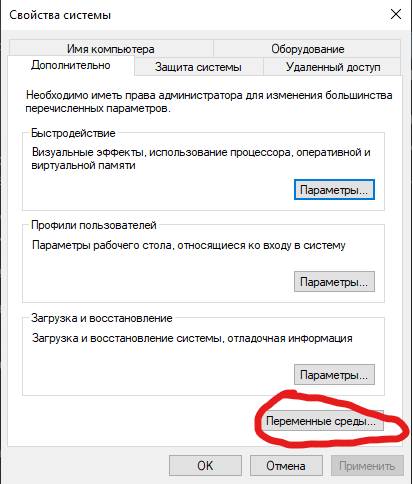 Свойства системы
Имя компьютера
Оборудование
Дополнительно
Защита системы
Удаленный доступ
Необходимо иметь права администратора для изменения большинства
перечисленных параметров.
Быстродействие
Визуальные эффекты, использование процессора, оперативной и
виртуальной памяти
Параметры...
Профили пользователей
Параметры рабочего стола, относящиеся ко входу в систему
Параметры...
Загрузка и восстановление
Загрузка и восстановление системы, отладочная информация
Параметры...
Переменные среды...
ОК
Отмена
Применить